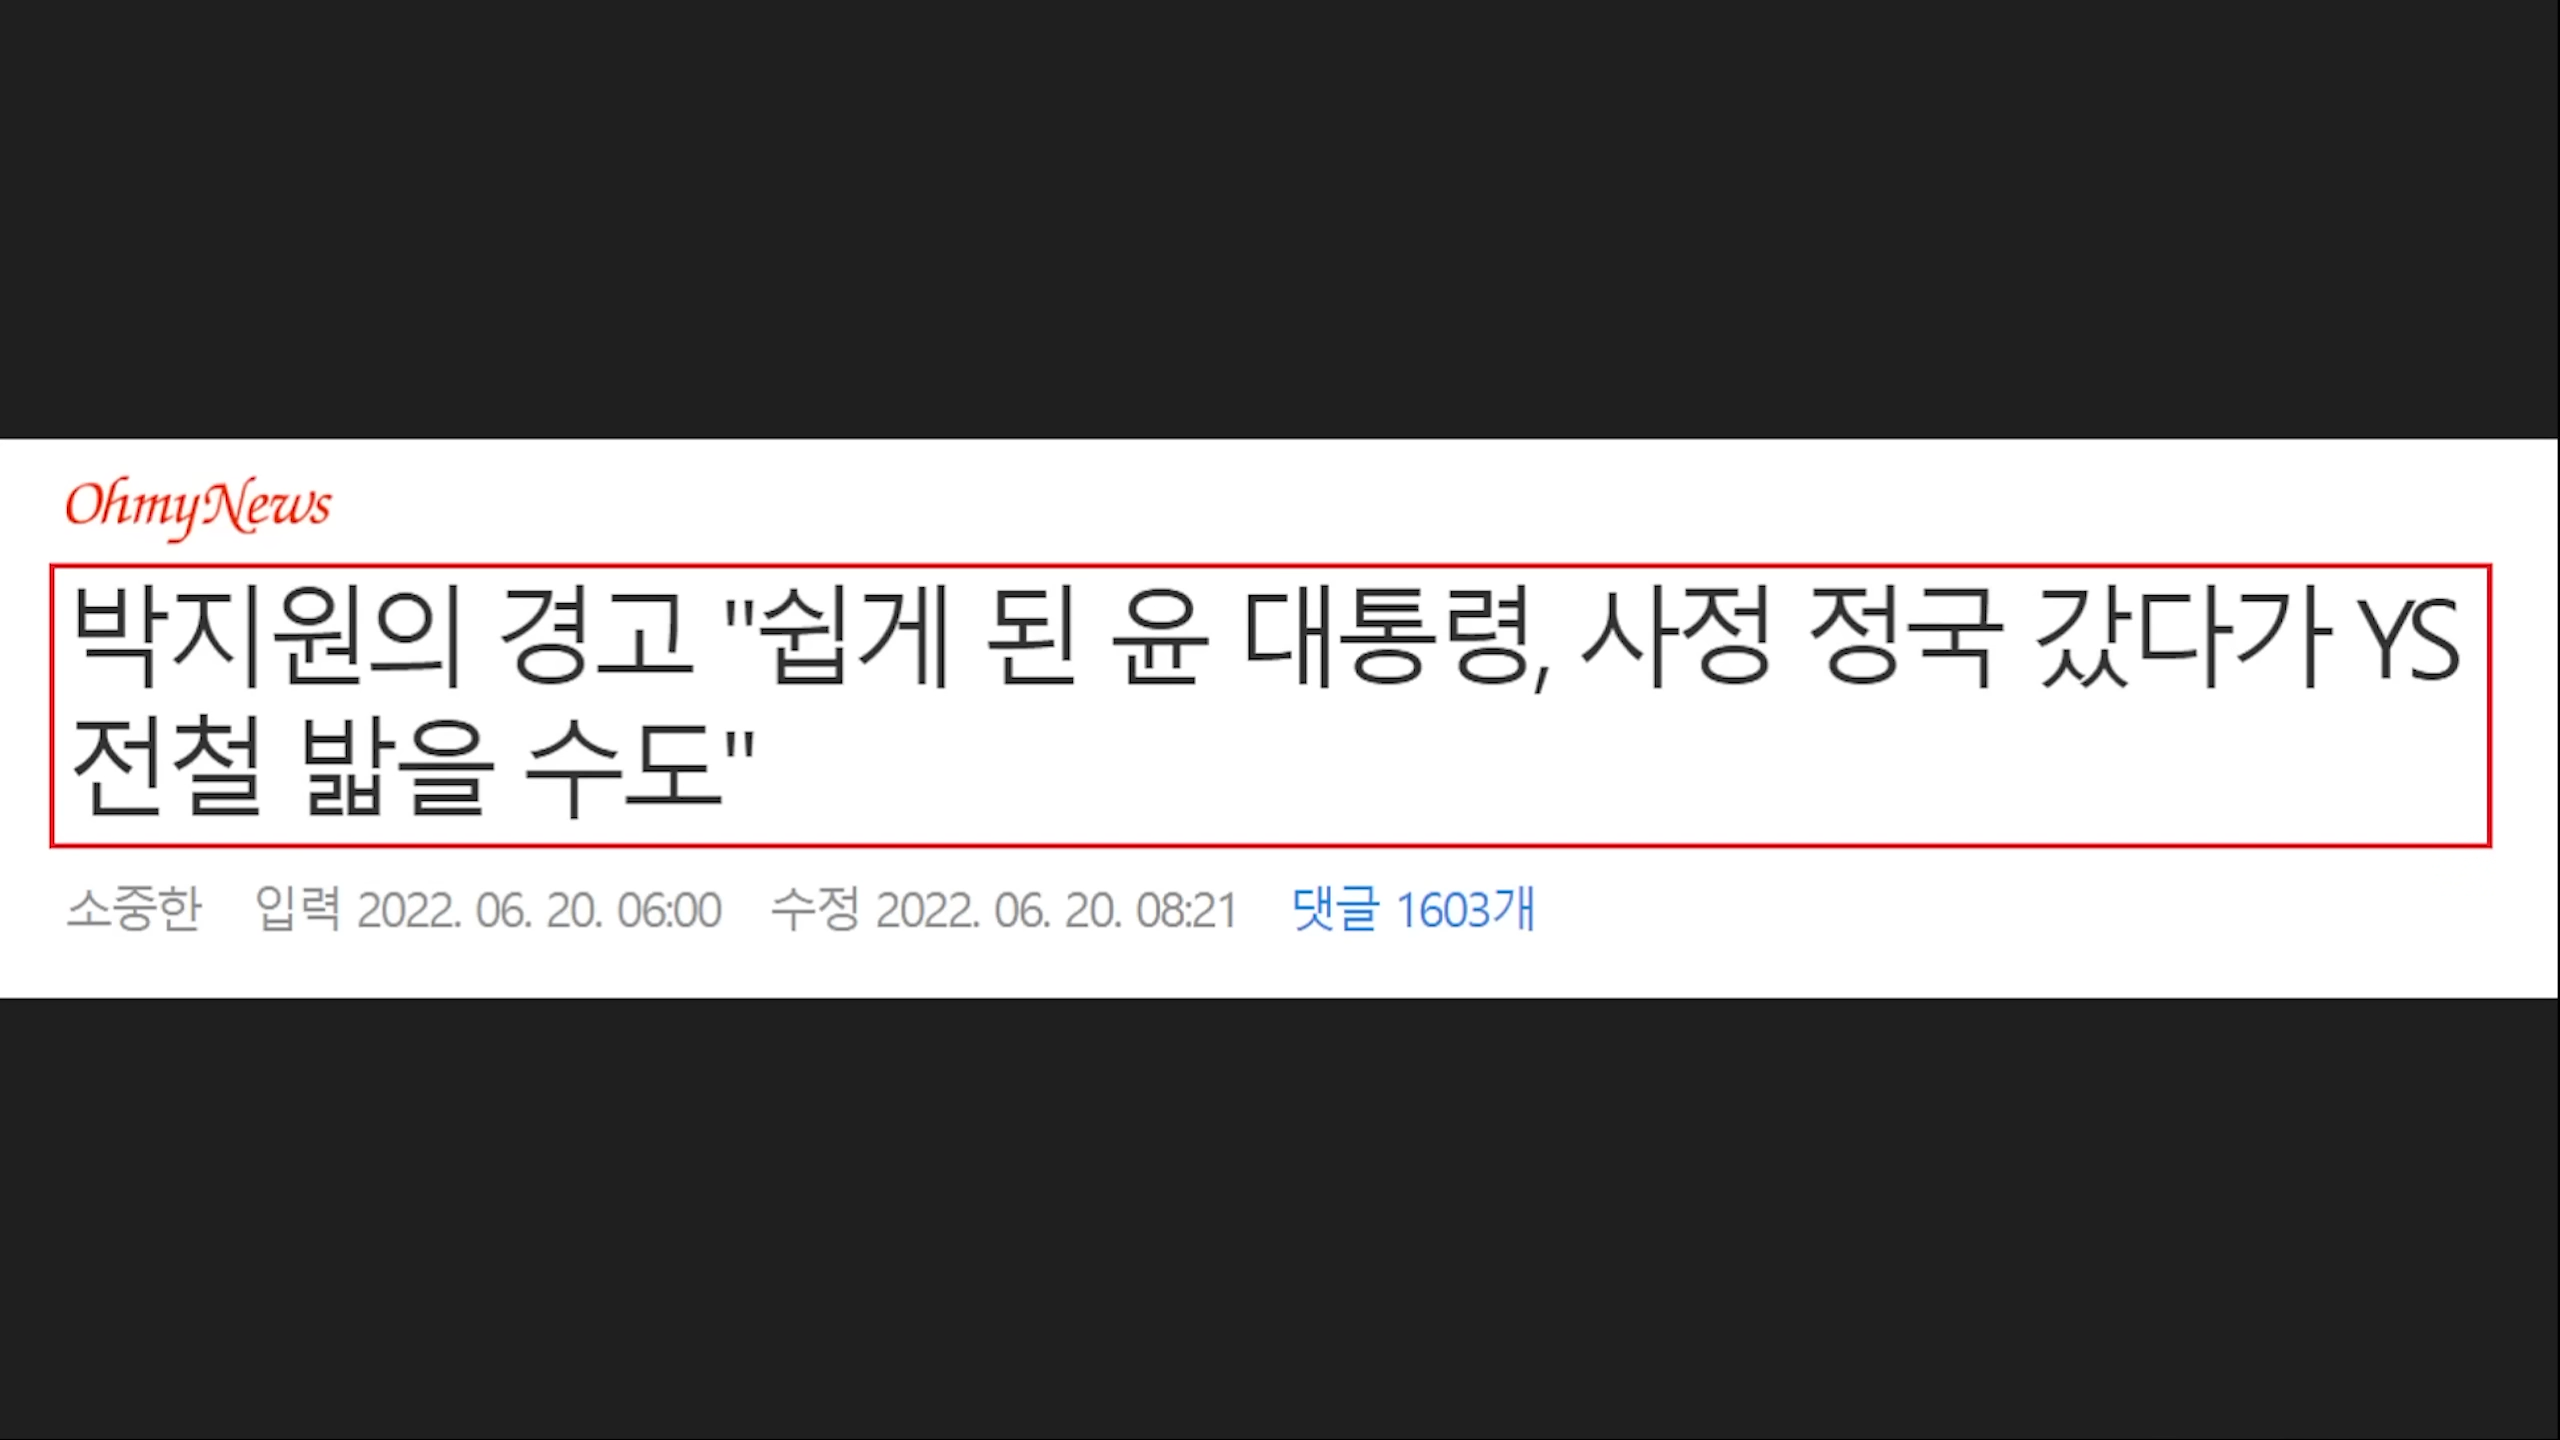 OhmyNews
박지원의 경고 "쉽게 된 윤 대통령, 사정 정국 갔다가 YS
전철 밟을 수도"
소중한 입력 2022. 06. 20. 06:00 수정 2022. 06. 20. 08:21 댓글 1603개